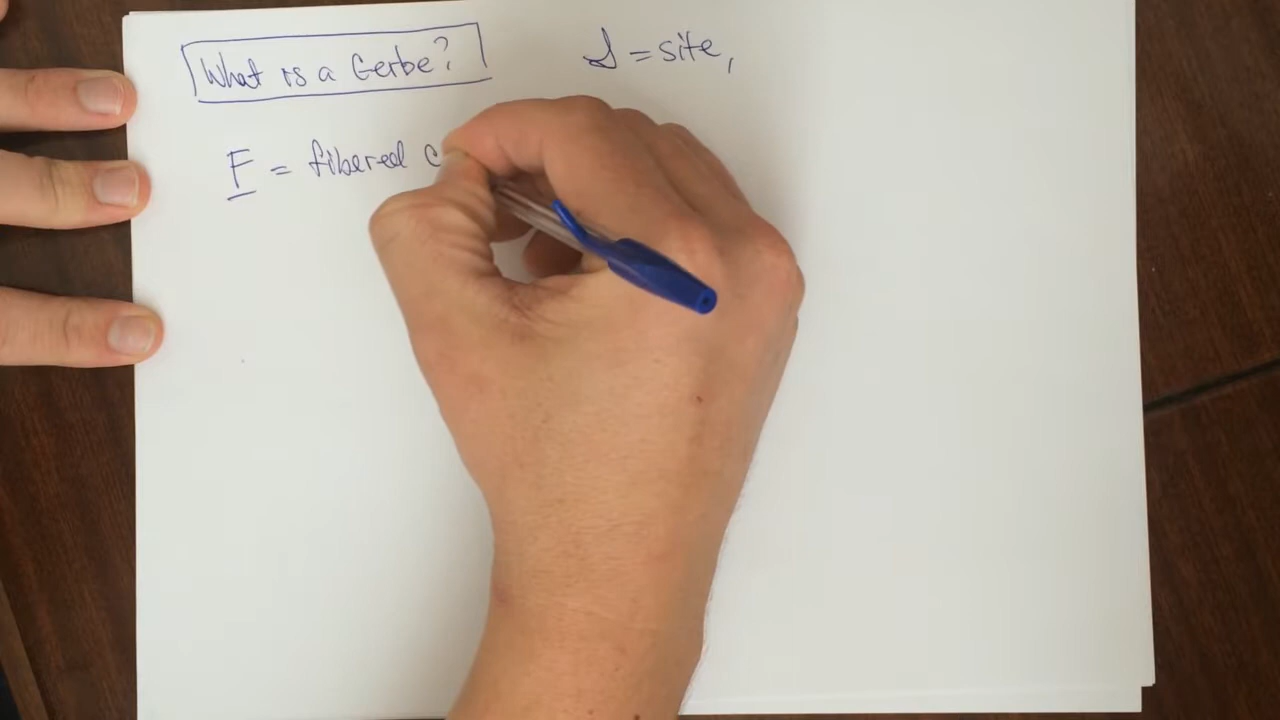 What is a Gerbe? S = site,
F = fibered c